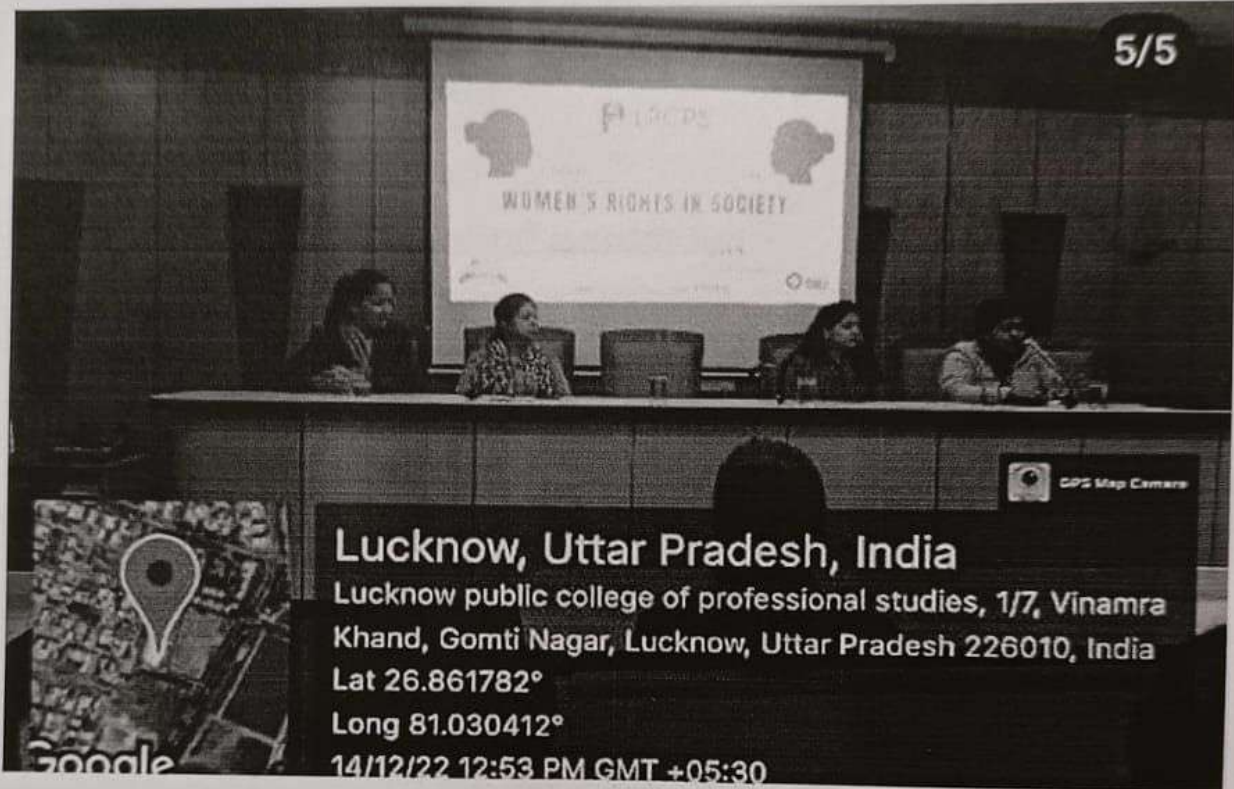 5/5
LPCPS
WOMEN'S RIGHTS IN SOCIETY
GPS Map Camera
Lucknow, Uttar Pradesh, India
Lucknow public college of professional studies, 1/7, Vinamra
Khand, Gomti Nagar, Lucknow, Uttar Pradesh 226010, India
Lat 26.861782°
Long 81.030412°
Google
14/12/22 12:53 PM GMT +05:30